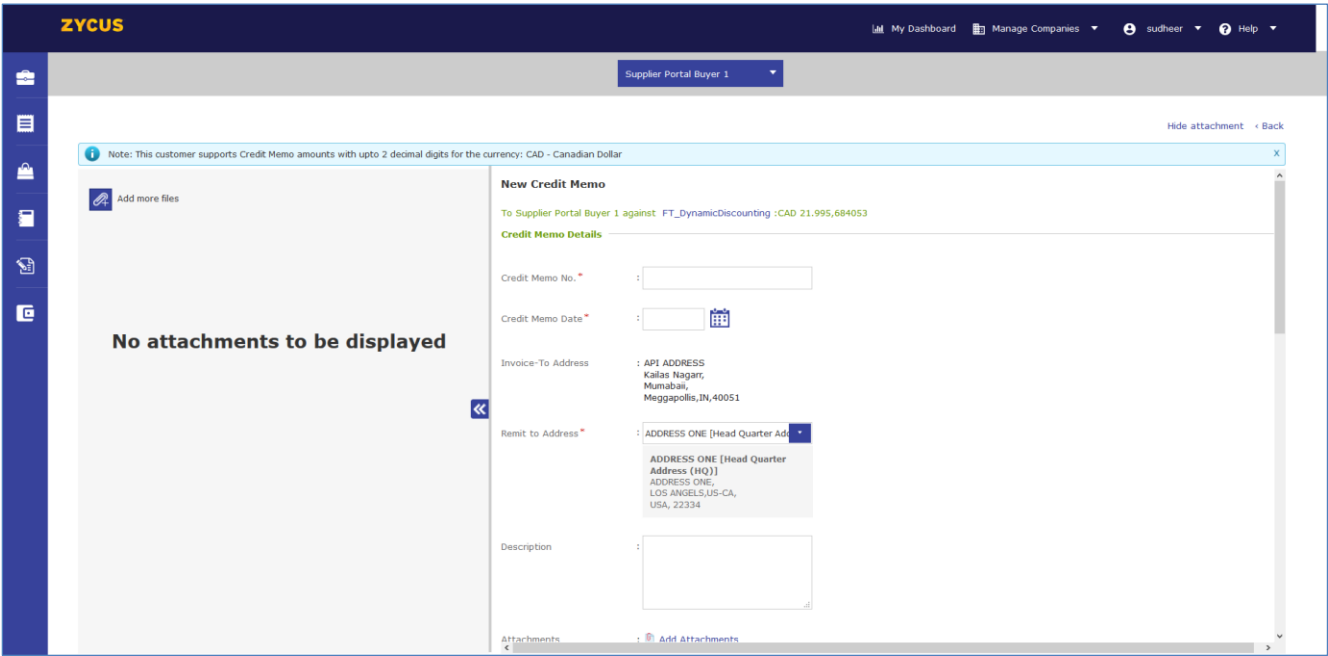 ZYCUS
My Dashboard Manage Companies sudheer Help
Supplier Portal Buyer 1
Hide attachment ‹ Back
Note: This customer supports Credit Memo amounts with upto 2 decimal digits for the currency: CAD - Canadian Dollar X
Add more files
No attachments to be displayed
New Credit Memo
To Supplier Portal Buyer 1 against FT_DynamicDiscounting :CAD 21.995,684053
Credit Memo Details
Credit Memo No.* :
Credit Memo Date* :
Invoice-To Address : API ADDRESS
Kailas Nagarr,
Mumabaii,
Meggapollis,IN,40051
Remit to Address* : ADDRESS ONE [Head Quarter Add
ADDRESS ONE [Head Quarter
Address (HQ)]
ADDRESS ONE,
LOS ANGELS,US-CA,
USA, 22334
Description :
Attachments : Add Attachments